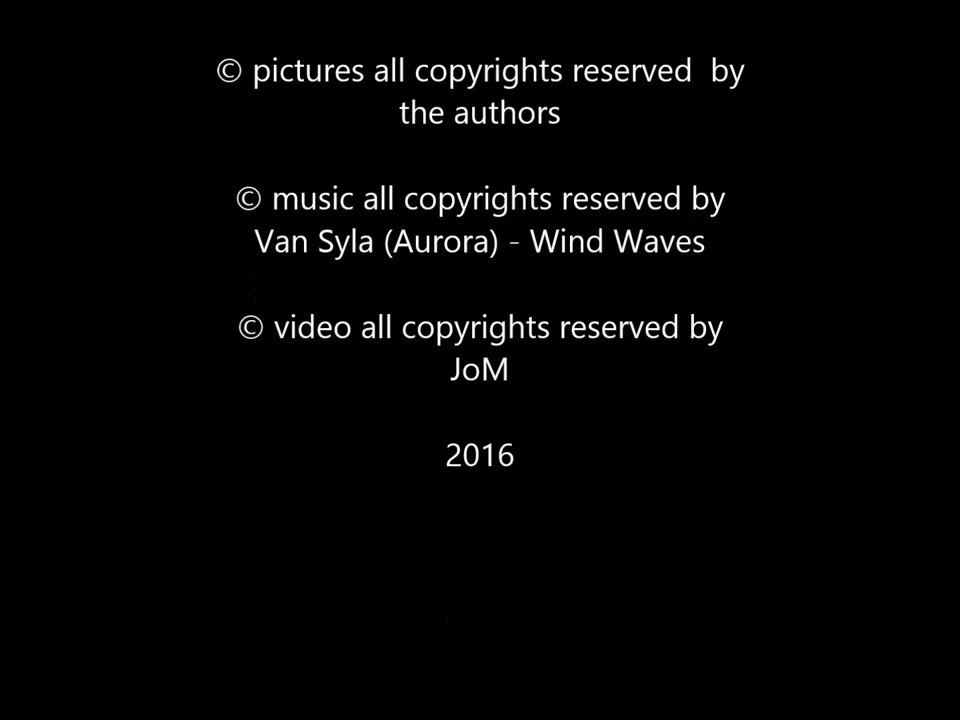 © pictures all copyrights reserved  by
the authors
© music all copyrights reserved by
Van Syla (Aurora) - Wind Waves
© video all copyrights reserved by
JoM
2016